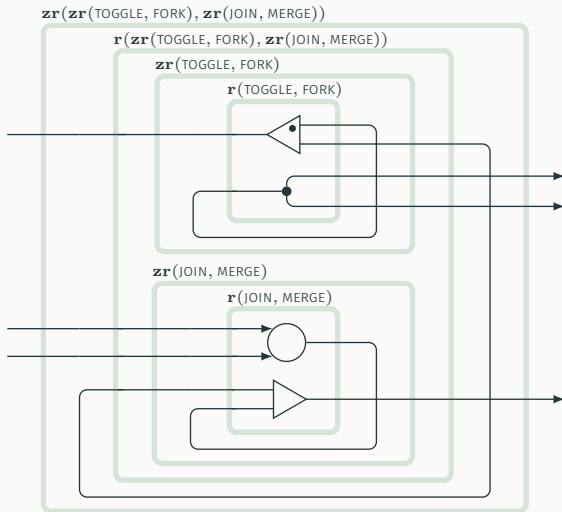 zr(zr(TOGGLE, FORK), zr(JOIN, MERGE))
r(zr(TOGGLE, FORK), zr(JOIN, MERGE))
zr(TOGGLE, FORK)
r(TOGGLE, FORK)
zr(JOIN, MERGE)
r(JOIN, MERGE)